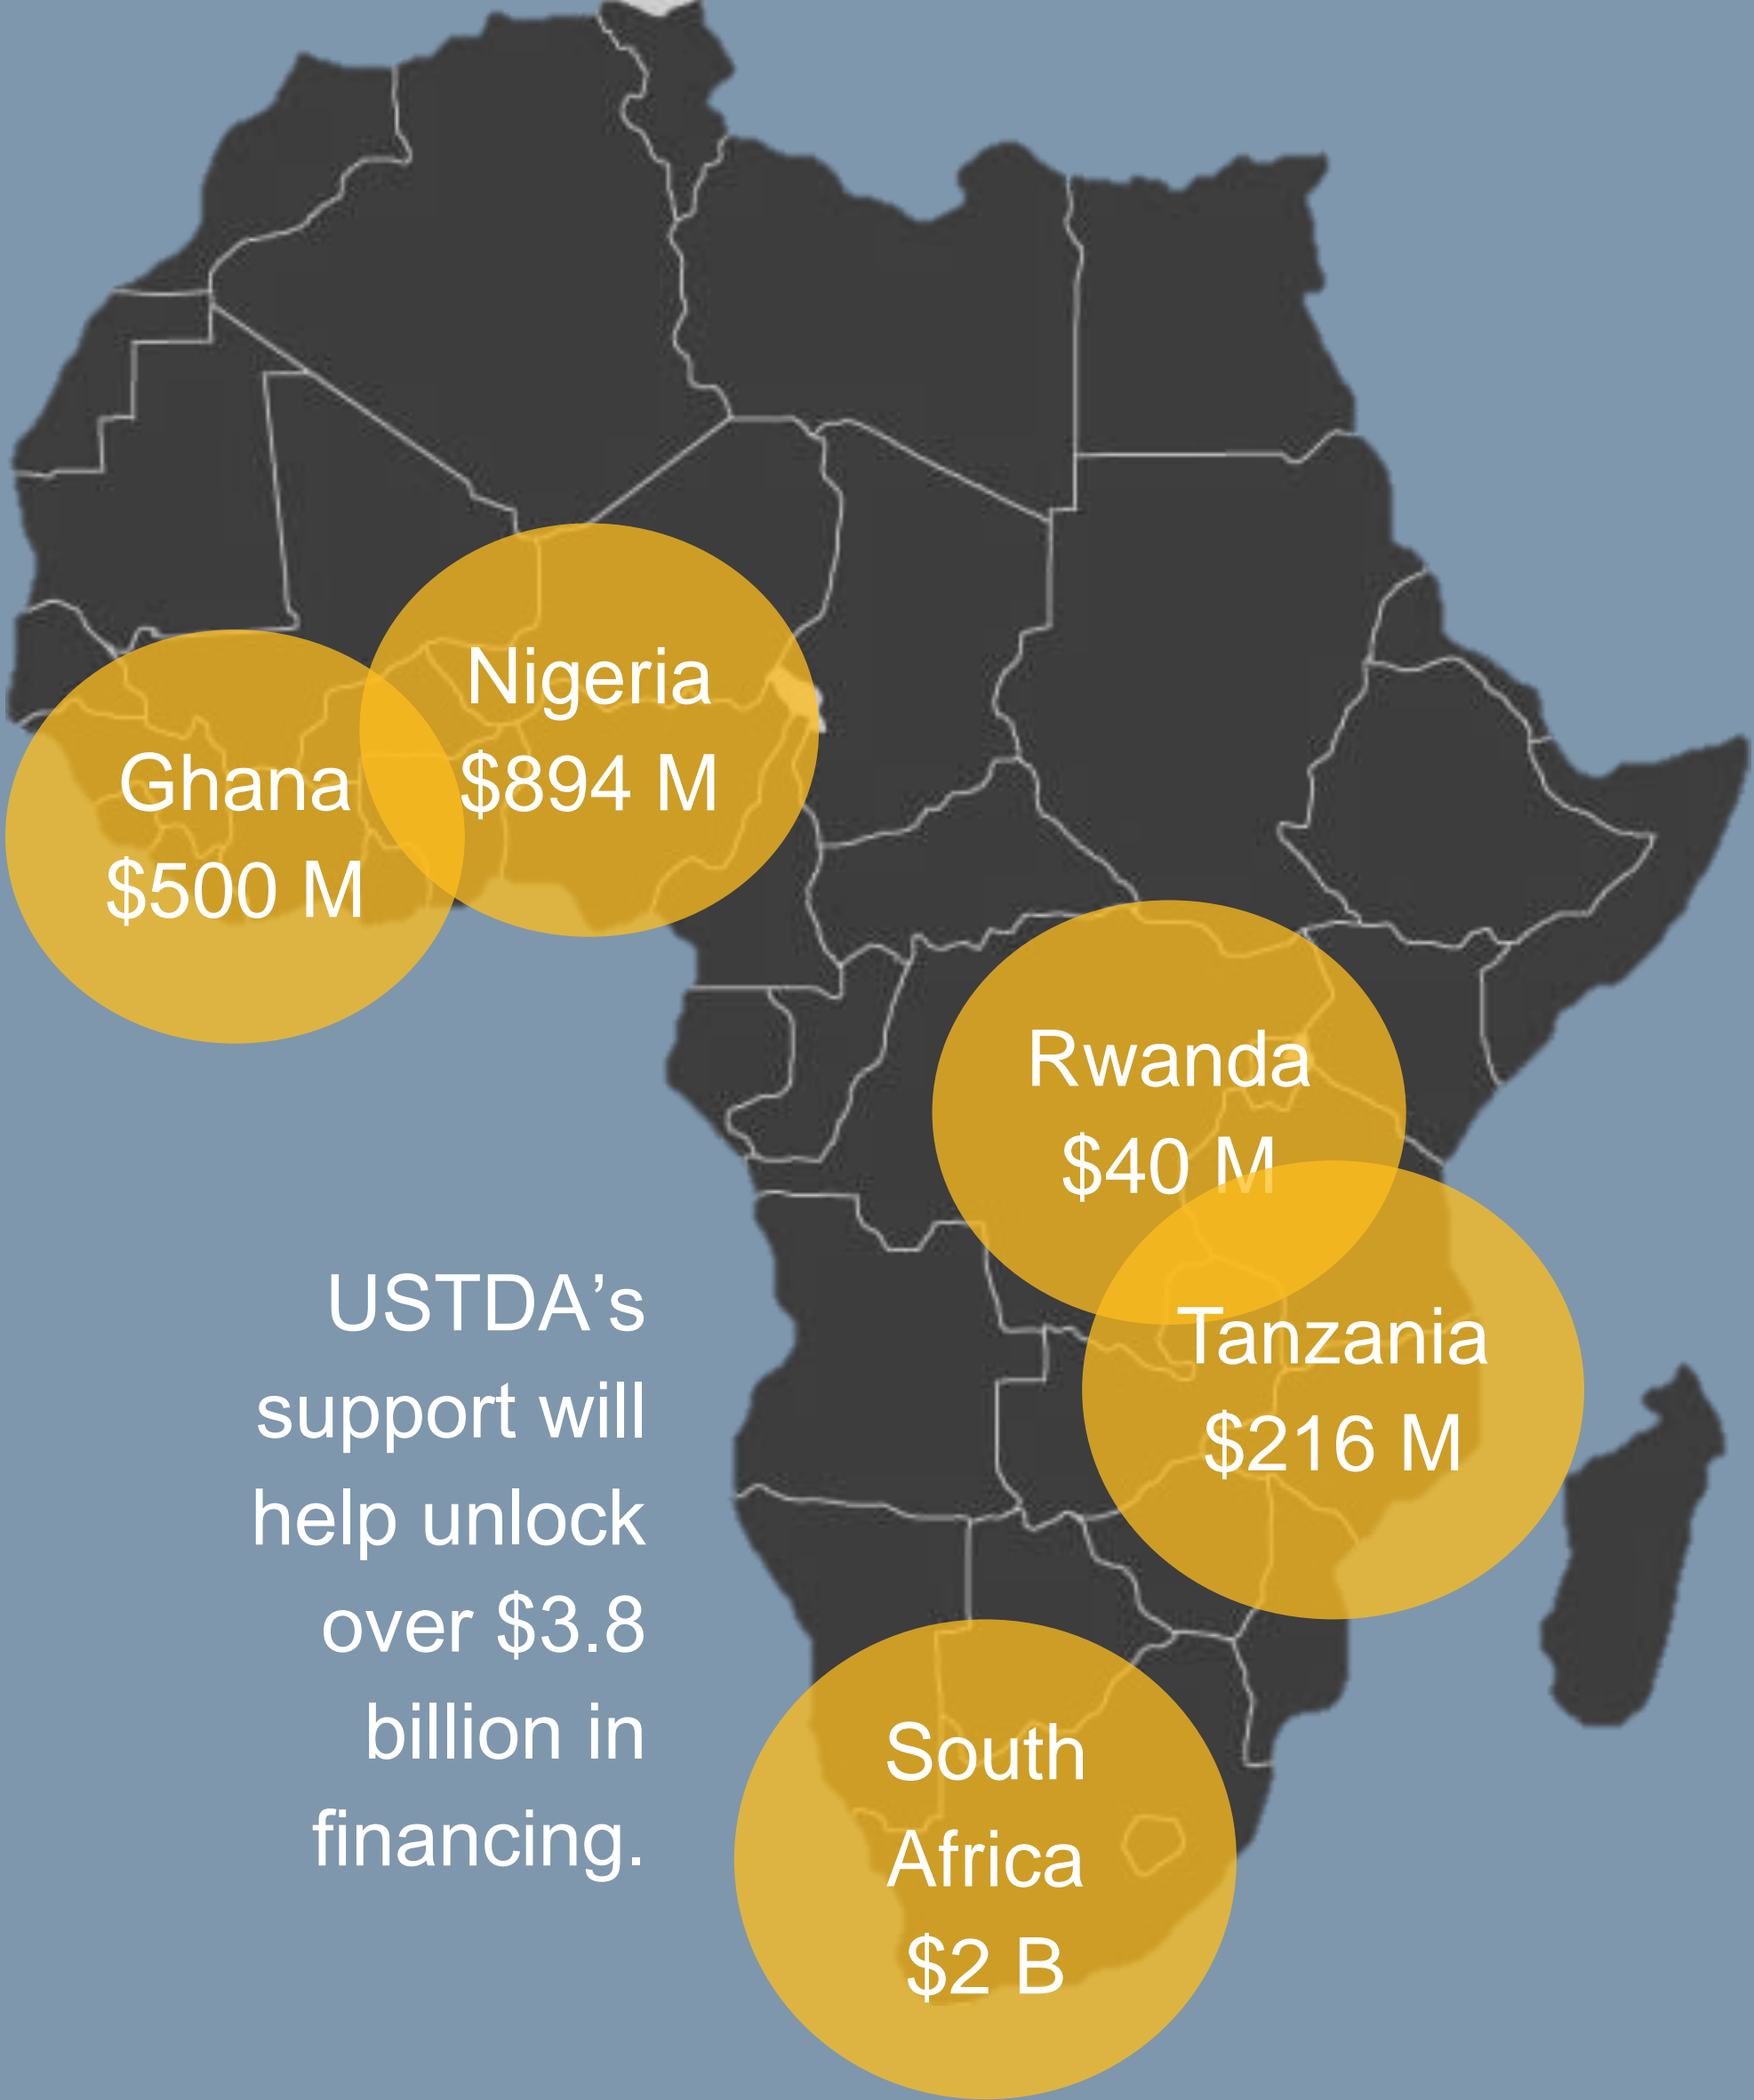 Nigeria
$894 M
Ghana
$500 M
Rwanda
$40 M
Tanzania
$216 M
USTDA’s
support will
help unlock
over $3.8
billion in
financing.
South
Africa
$2 B